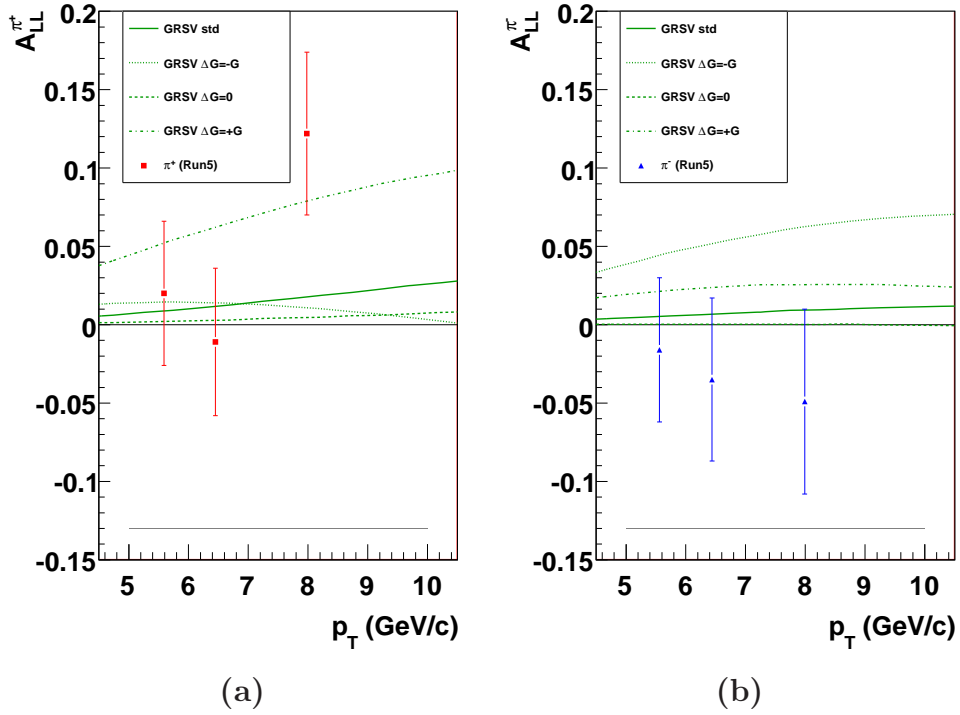 A_LL^π+
0.2
0.15
0.1
0.05
0
-0.05
-0.1
-0.15
GRSV std
GRSV ΔG=-G
GRSV ΔG=0
GRSV ΔG=+G
π+ (Run5)
5 6 7 8 9 10
p_T (GeV/c)
(a)
A_LL^π-
0.2
0.15
0.1
0.05
0
-0.05
-0.1
-0.15
GRSV std
GRSV ΔG=-G
GRSV ΔG=0
GRSV ΔG=+G
π- (Run5)
5 6 7 8 9 10
p_T (GeV/c)
(b)